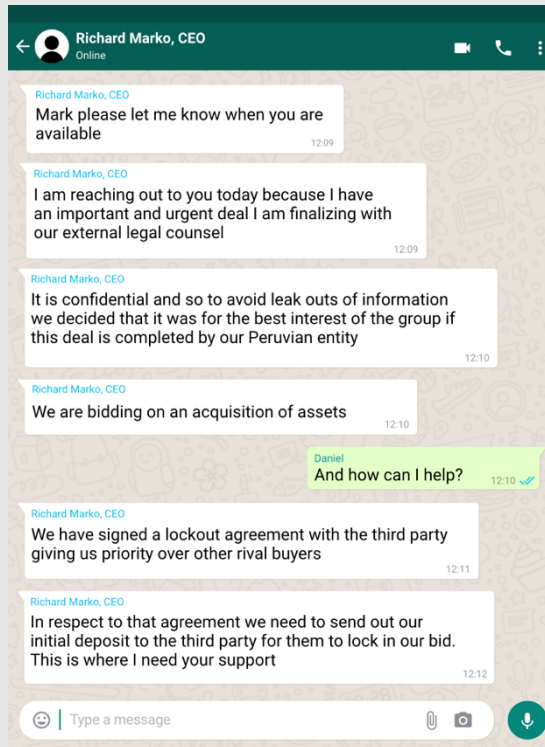 Richard Marko, CEO
Online
Richard Marko, CEO
Mark please let me know when you are
available
12:09
Richard Marko, CEO
I am reaching out to you today because I have
an important and urgent deal I am finalizing with
our external legal counsel
12:09
Richard Marko, CEO
It is confidential and so to avoid leak outs of information
we decided that it was for the best interest of the group if
this deal is completed by our Peruvian entity
12:10
Richard Marko, CEO
We are bidding on an acquisition of assets
12:10
Daniel
And how can I help?
12:10
Richard Marko, CEO
We have signed a lockout agreement with the third party
giving us priority over other rival buyers
12:11
Richard Marko, CEO
In respect to that agreement we need to send out our
initial deposit to the third party for them to lock in our bid.
This is where I need your support
12:12
Type a message